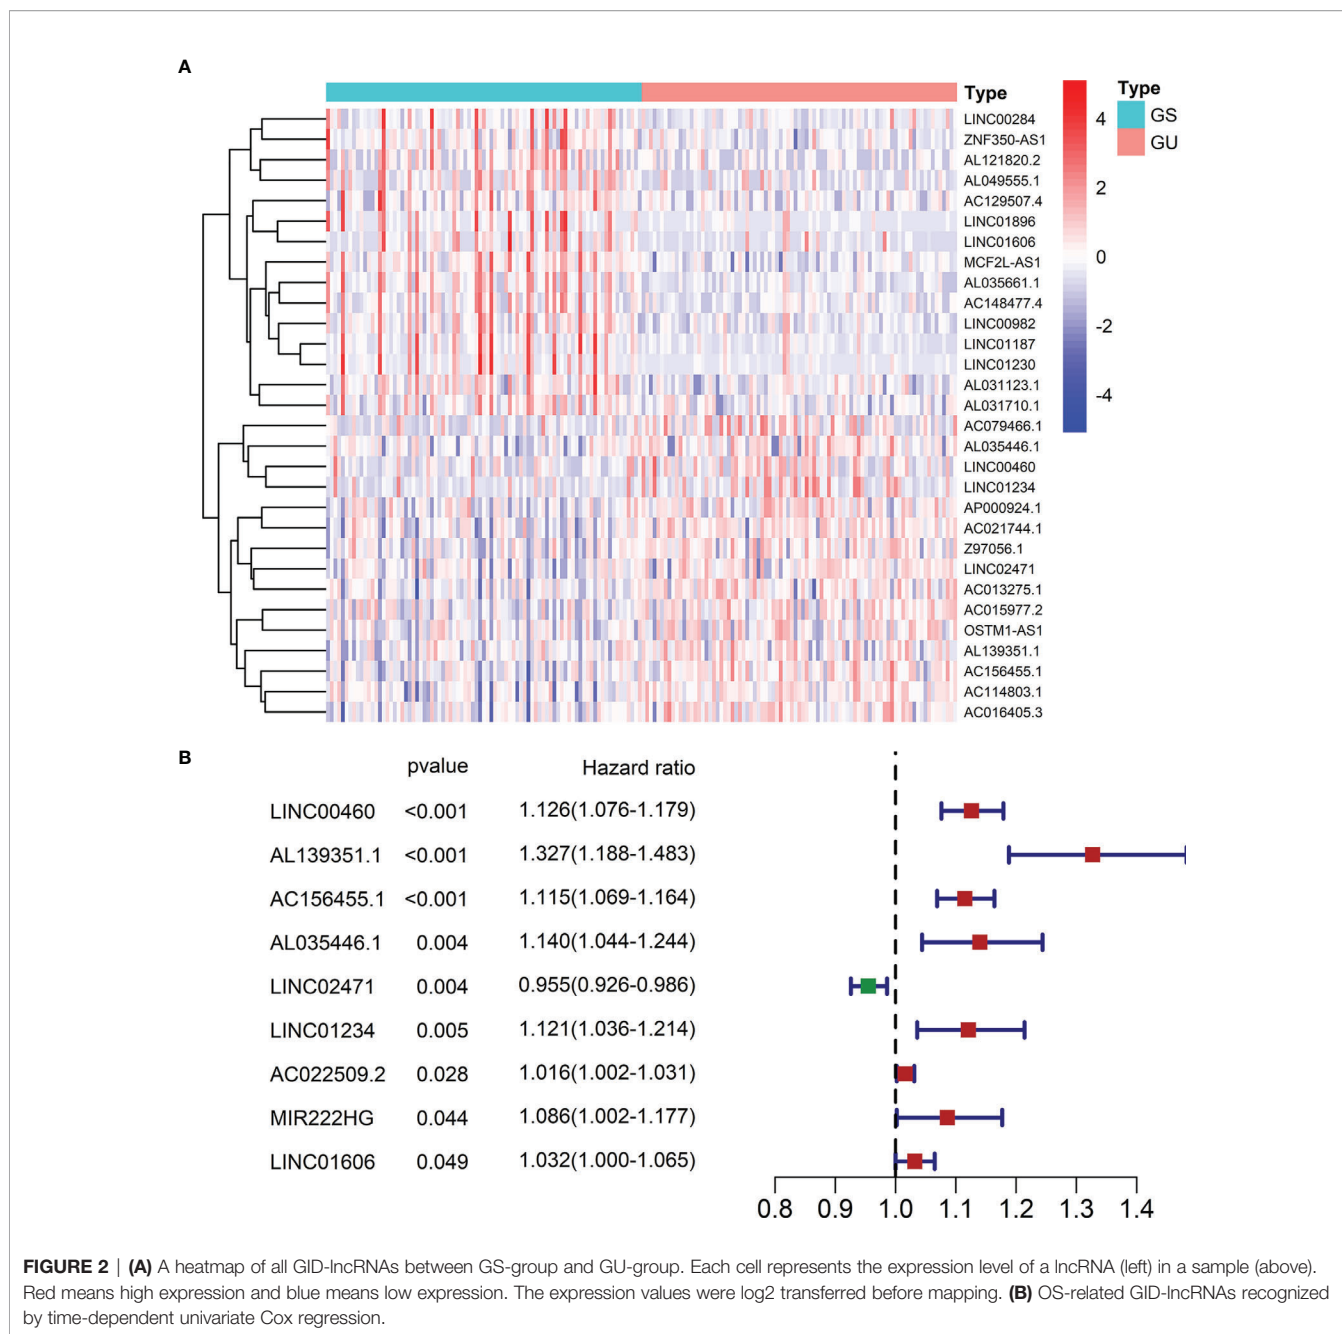 A
Type
Type
GS
GU
4
2
0
-2
-4
LINC00284
ZNF350-AS1
AL121820.2
AL049555.1
AC129507.4
LINC01896
LINC01606
MCF2L-AS1
AL035661.1
AC148477.4
LINC00982
LINC01187
LINC01230
AL031123.1
AL031710.1
AC079466.1
AL035446.1
LINC00460
LINC01234
AP000924.1
AC021744.1
Z97056.1
LINC02471
AC013275.1
AC015977.2
OSTM1-AS1
AL139351.1
AC156455.1
AC114803.1
AC016405.3
B
pvalue Hazard ratio
LINC00460 <0.001 1.126(1.076-1.179)
AL139351.1 <0.001 1.327(1.188-1.483)
AC156455.1 <0.001 1.115(1.069-1.164)
AL035446.1 0.004 1.140(1.044-1.244)
LINC02471 0.004 0.955(0.926-0.986)
LINC01234 0.005 1.121(1.036-1.214)
AC022509.2 0.028 1.016(1.002-1.031)
MIR222HG 0.044 1.086(1.002-1.177)
LINC01606 0.049 1.032(1.000-1.065)
0.8 0.9 1.0 1.1 1.2 1.3 1.4
FIGURE 2 | (A) A heatmap of all GID-lncRNAs between GS-group and GU-group. Each cell represents the expression level of a lncRNA (left) in a sample (above).
Red means high expression and blue means low expression. The expression values were log2 transferred before mapping. (B) OS-related GID-lncRNAs recognized
by time-dependent univariate Cox regression.